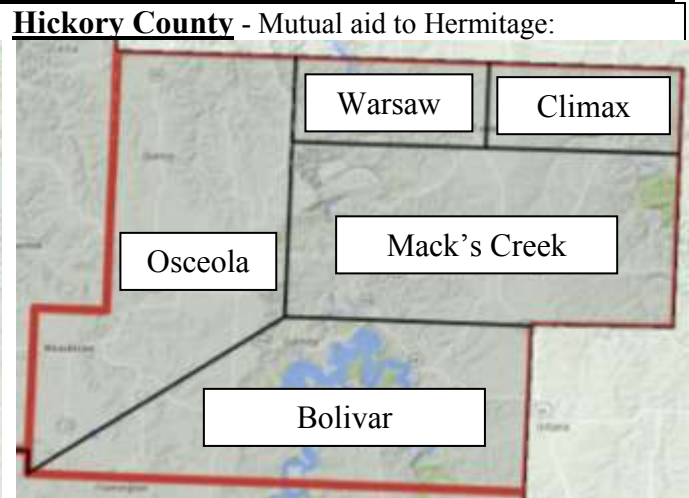 Hickory County - Mutual aid to Hermitage:
Warsaw
Climax
Osceola
Mack's Creek
Bolivar